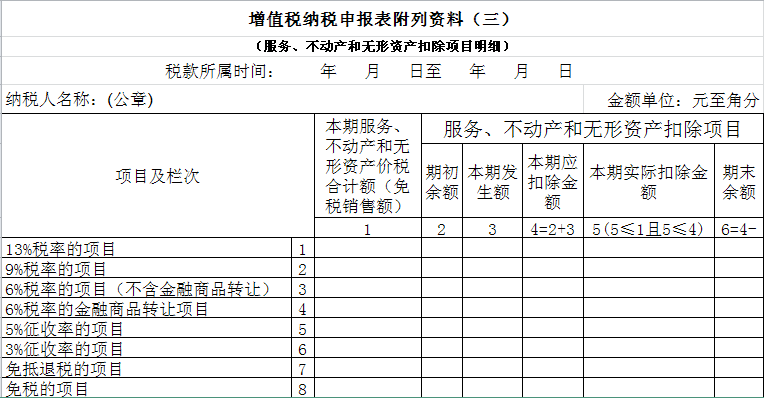 增值税纳税申报表附列资料（三）
（服务、不动产和无形资产扣除项目明细）
税款所属时间： 年 月 日至 年 月 日
纳税人名称：(公章) 金额单位：元至角分
项目及栏次
本期服务、
不动产和无
形资产价税
合计额（免
税销售额）
服务、不动产和无形资产扣除项目
期初
余额
本期发
生额
本期应
扣除金
额
本期实际扣除金
额
期末
余额
1 2 3 4=2+3 5(5≤1且5≤4) 6=4-
13%税率的项目 1
9%税率的项目 2
6%税率的项目（不含金融商品转让） 3
6%税率的金融商品转让项目 4
5%征收率的项目 5
3%征收率的项目 6
免抵退税的项目 7
免税的项目 8